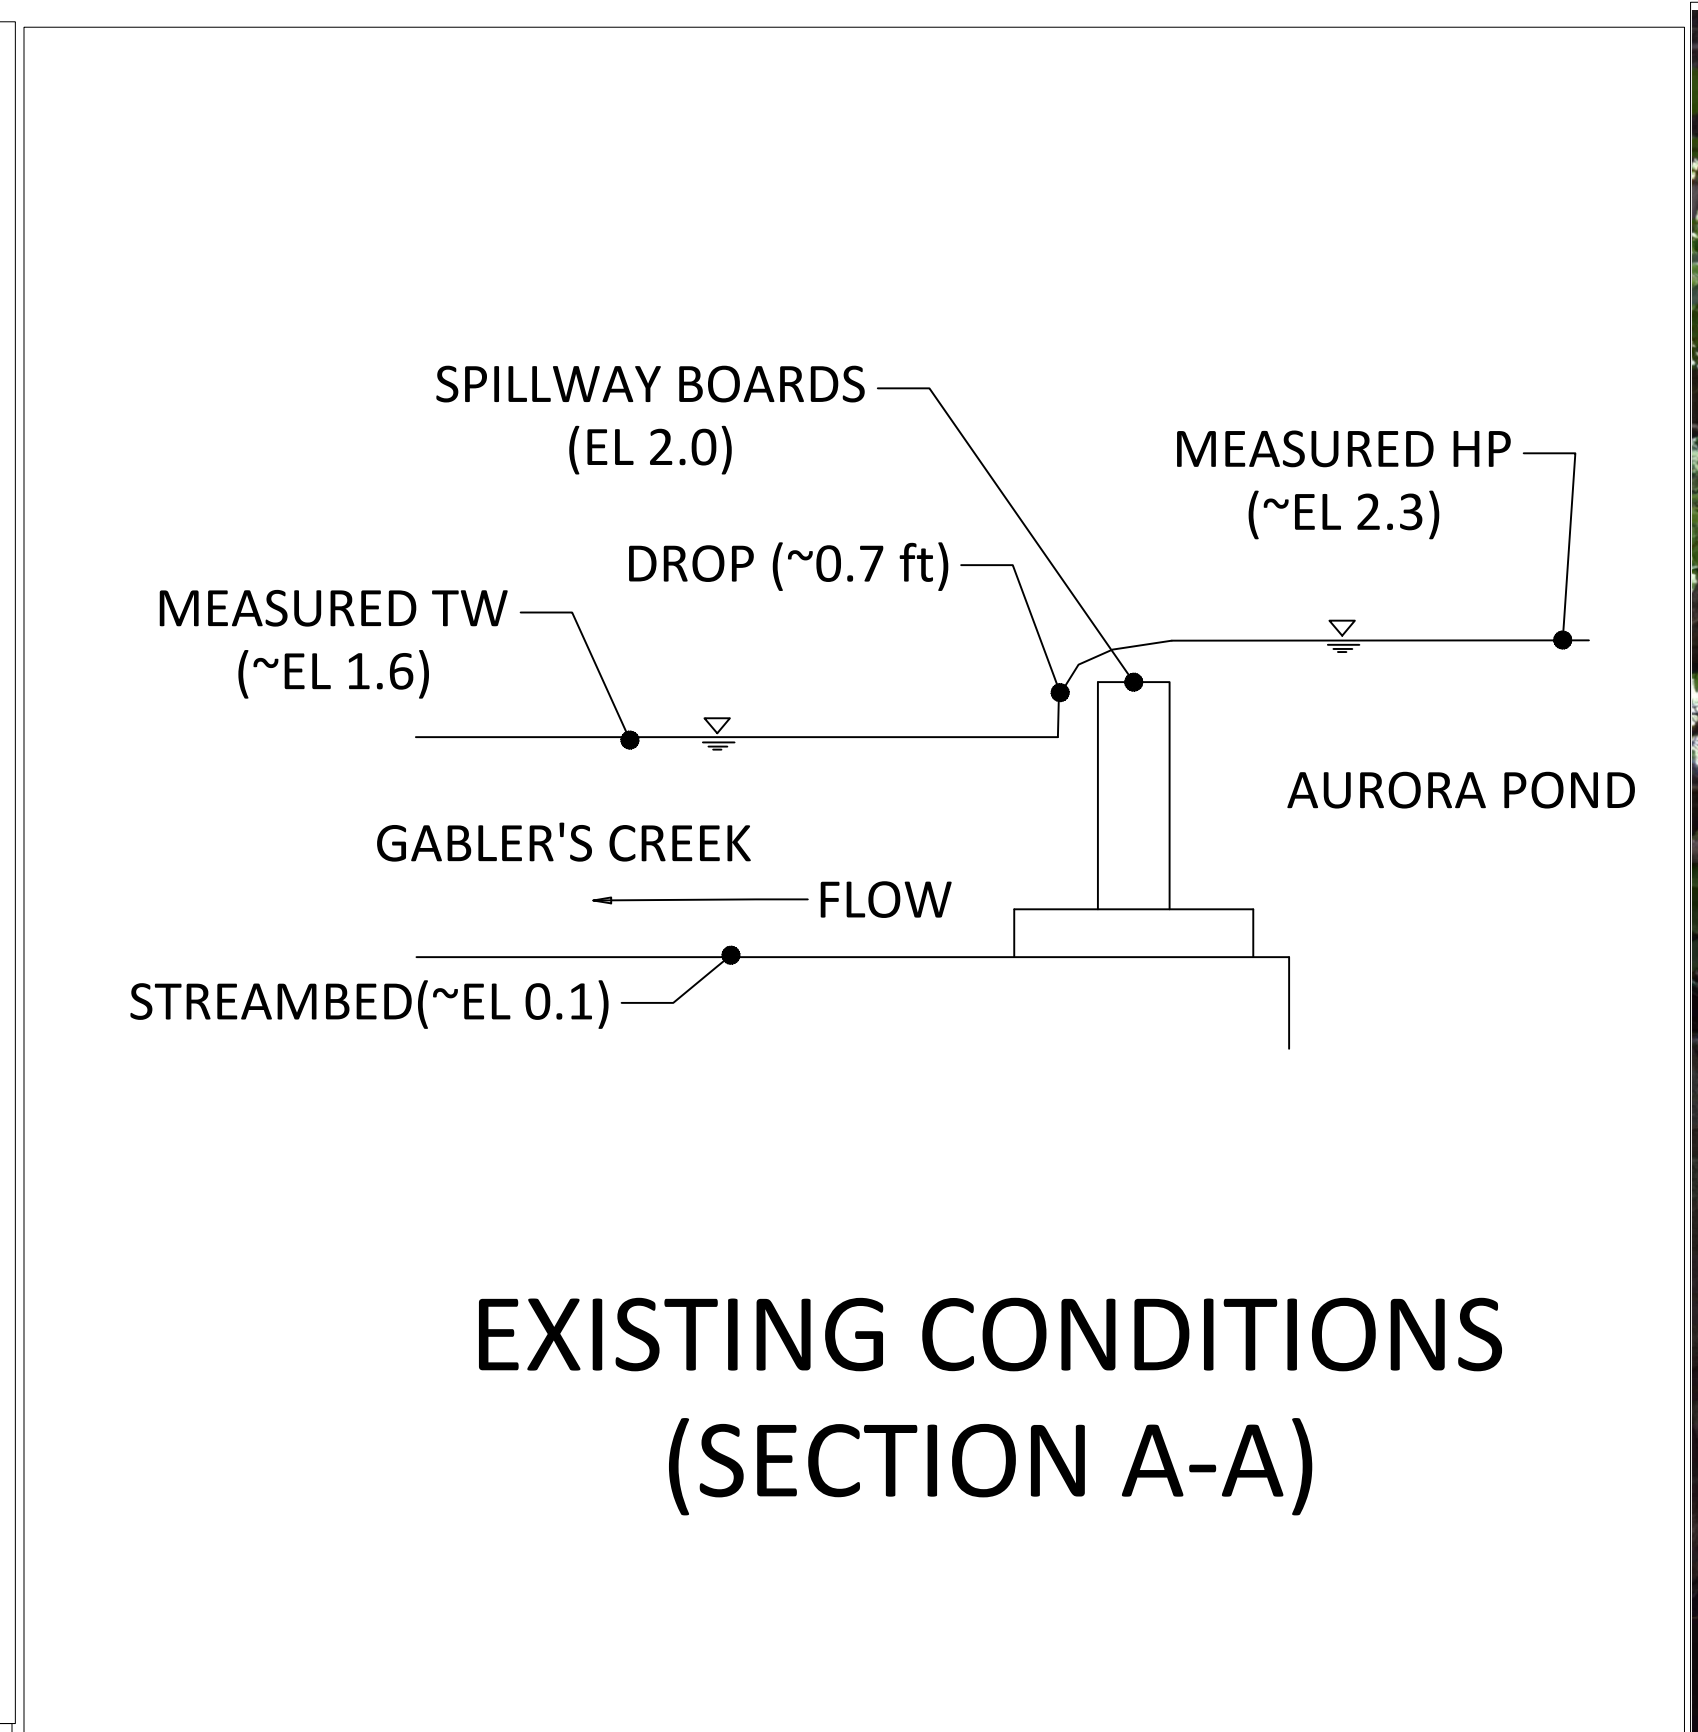 SPILLWAY BOARDS
(EL 2.0)
MEASURED HP
(~EL 2.3)
DROP (~0.7 ft)
MEASURED TW
(~EL 1.6)
AURORA POND
GABLER'S CREEK
FLOW
STREAMBED(~EL 0.1)
EXISTING CONDITIONS
(SECTION A-A)